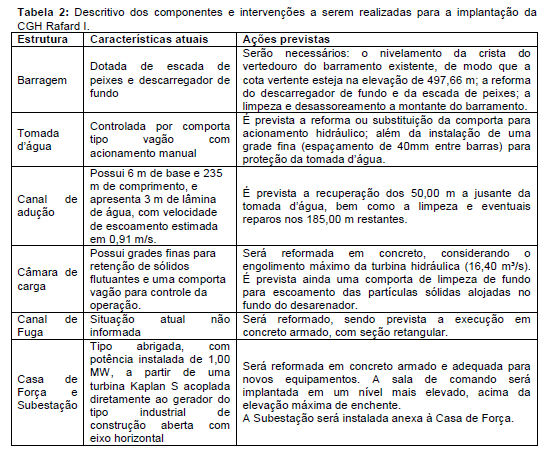 Tabela 2: Descritivo dos componentes e intervenções a serem realizadas para a implantação da
CGH Rafard I.
Estrutura
Características atuais
Ações previstas
Barragem
Dotada de escada de
peixes e descarregador de
fundo
Serão necessários: o nivelamento da crista do
vertedouro do barramento existente, de modo que a
cota vertente esteja na elevação de 497,66 m; a reforma
do descarregador de fundo e da escada de peixes; a
limpeza e desassoreamento a montante do barramento.
Tomada
d'água
Controlada por comporta
tipo vagão com
acionamento manual
É prevista a reforma ou substituição da comporta para
acionamento hidráulico; além da instalação de uma
grade fina (espaçamento de 40mm entre barras) para
proteção da tomada d'água.
Canal de
adução
Possui 6 m de base e 235
m de comprimento, e
apresenta 3 m de lâmina
de água, com velocidade
de escoamento estimada
em 0,91 m/s.
É prevista a recuperação dos 50,00 m a jusante da
tomada d'água, bem como a limpeza e eventuais
reparos nos 185,00 m restantes.
Câmara de
carga
Possui grades finas para
retenção de sólidos
flutuantes e uma comporta
vagão para controle da
operação.
Será reformada em concreto, considerando o
engolimento máximo da turbina hidráulica (16,40 m³/s).
É prevista ainda uma comporta de limpeza de fundo
para escoamento das partículas sólidas alojadas no
fundo do desarenador.
Canal de
Fuga
Situação atual não
informada
Será reformado, sendo prevista a execução em
concreto armado, com seção retangular.
Casa de
Força e
Subestação
Tipo abrigada, com
potência instalada de 1,00
MW, a partir de uma
turbina Kaplan S acoplada
diretamente ao gerador do
tipo industrial de
construção aberta com
eixo horizontal
Será reformada em concreto armado e adequada para
novos equipamentos. A sala de comando será
implantada em um nível mais elevado, acima da
elevação máxima de enchente.
A Subestação será instalada anexa à Casa de Força.